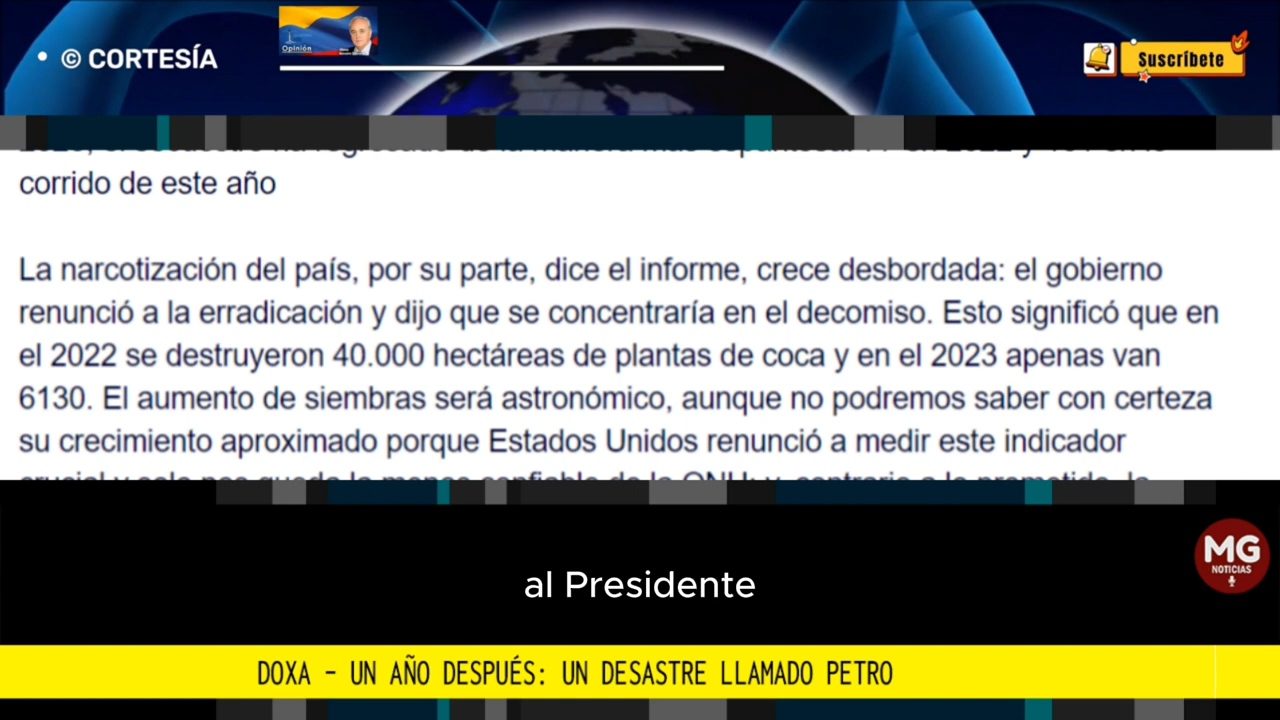 • © CORTESÍA
Opinión
Suscríbete
corrido de este año
La narcotización del país, por su parte, dice el informe, crece desbordada: el gobierno
renunció a la erradicación y dijo que se concentraría en el decomiso. Esto significó que en
el 2022 se destruyeron 40.000 hectáreas de plantas de coca y en el 2023 apenas van
6130. El aumento de siembras será astronómico, aunque no podremos saber con certeza
su crecimiento aproximado porque Estados Unidos renunció a medir este indicador
MG
NOTICIAS
al Presidente
DOXA - UN AÑO DESPUÉS: UN DESASTRE LLAMADO PETRO